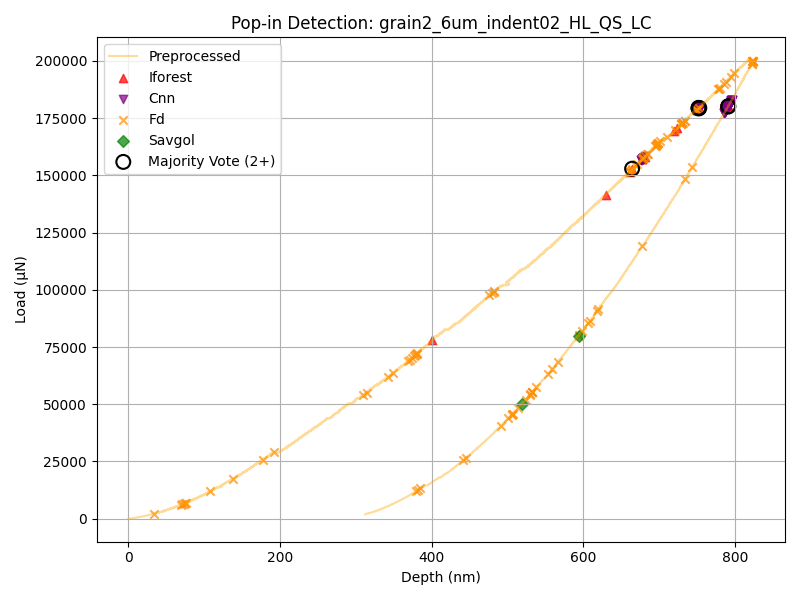 Pop-in Detection: grain2_6um_indent02_HL_QS_LC
Preprocessed
Iforest
Cnn
Fd
Savgol
Majority Vote (2+)
200000
175000
150000
125000
100000
75000
50000
25000
0
Load (µN)
0
200
400
600
800
Depth (nm)